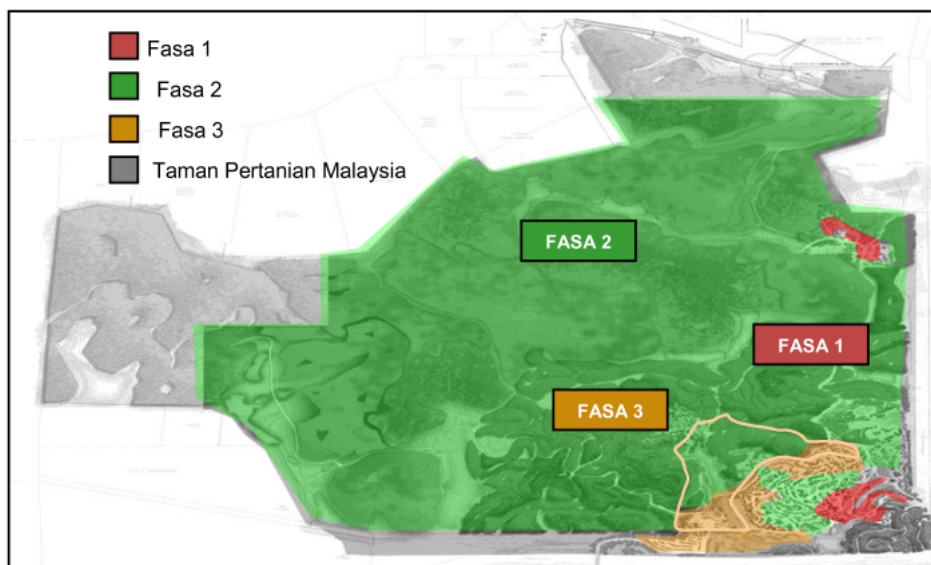 Fasa 1
Fasa 2
Fasa 3
Taman Pertanian Malaysia
FASA 2
FASA 1
FASA 3